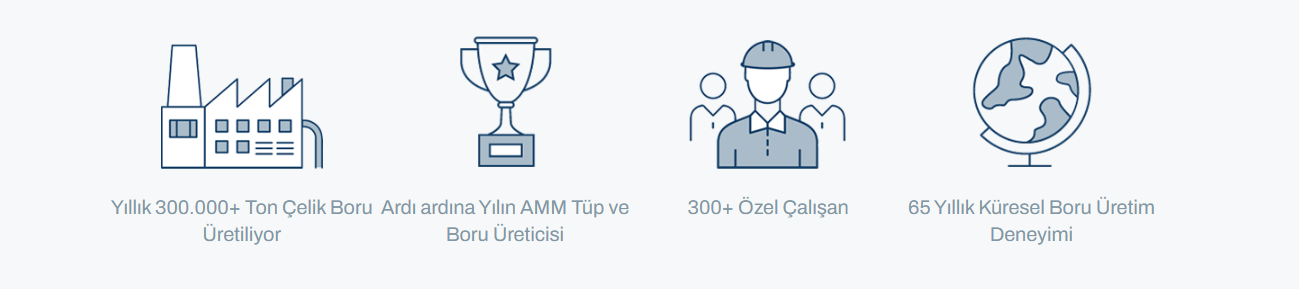 Yıllık 300.000+ Ton Çelik Boru
Üretiliyor
Ardı ardına Yılın AMM Tüp ve
Boru Üreticisi
300+ Özel Çalışan
65 Yıllık Küresel Boru Üretim
Deneyimi